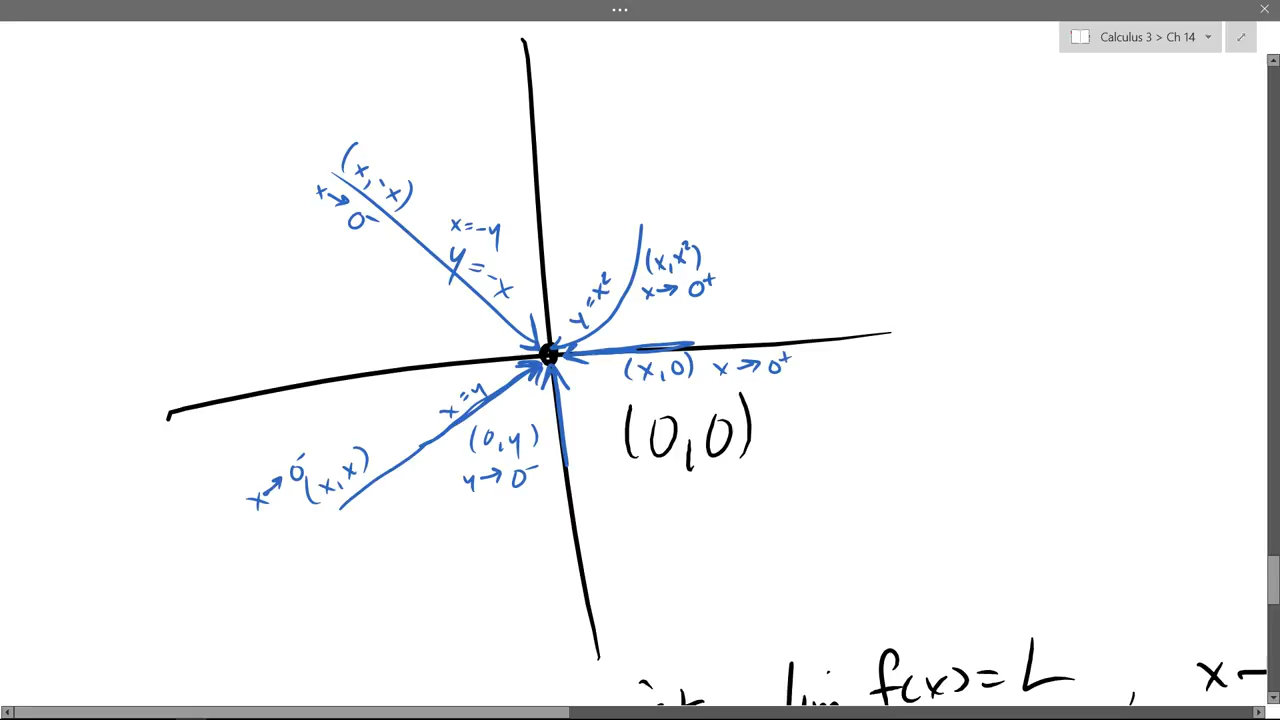 Calculus 3 > Ch 14
(x, -x)
x → 0⁻
x = -y
y = -x
y = x²
(x, x²)
x → 0⁺
(x, 0) x → 0⁺
(0, 0)
x = y
(0, y)
y → 0⁻
x → 0⁻ (x, x)
lim f(x) = L , x